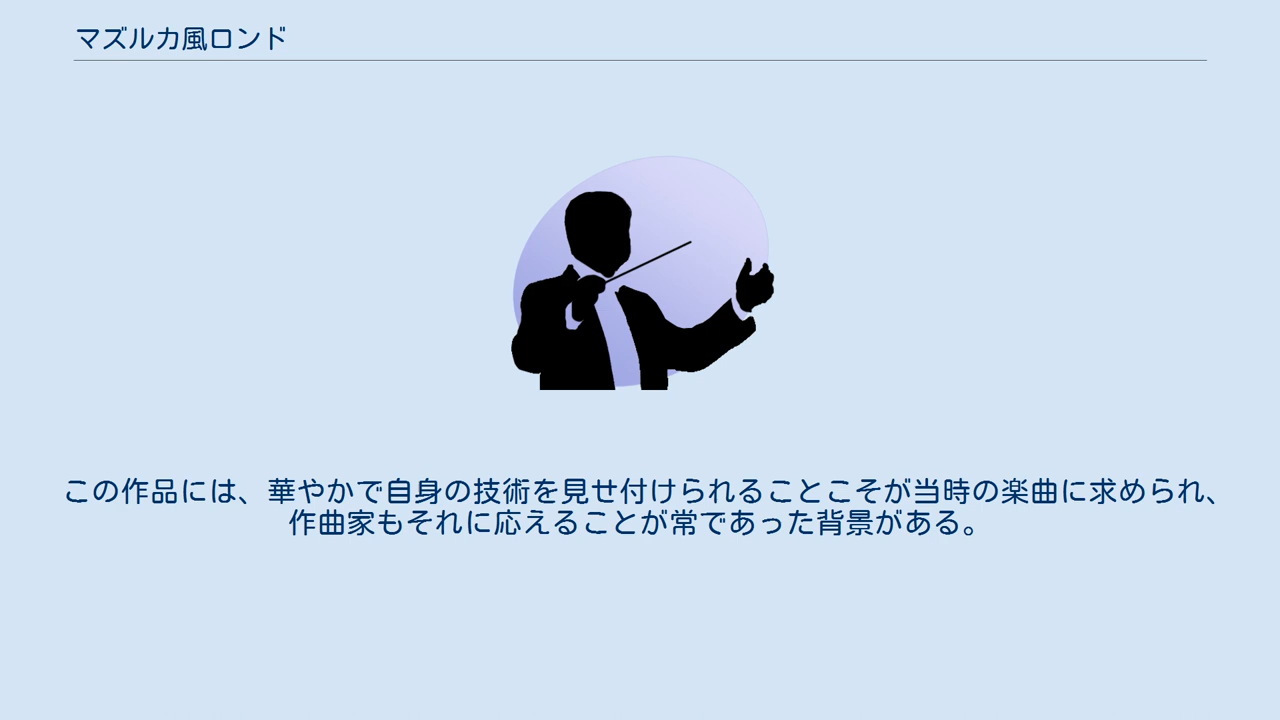 マズルカ風ロンド
この作品には、華やかで自身の技術を見せ付けられることこそが当時の楽曲に求められ、
作曲家もそれに応えることが常であった背景がある。